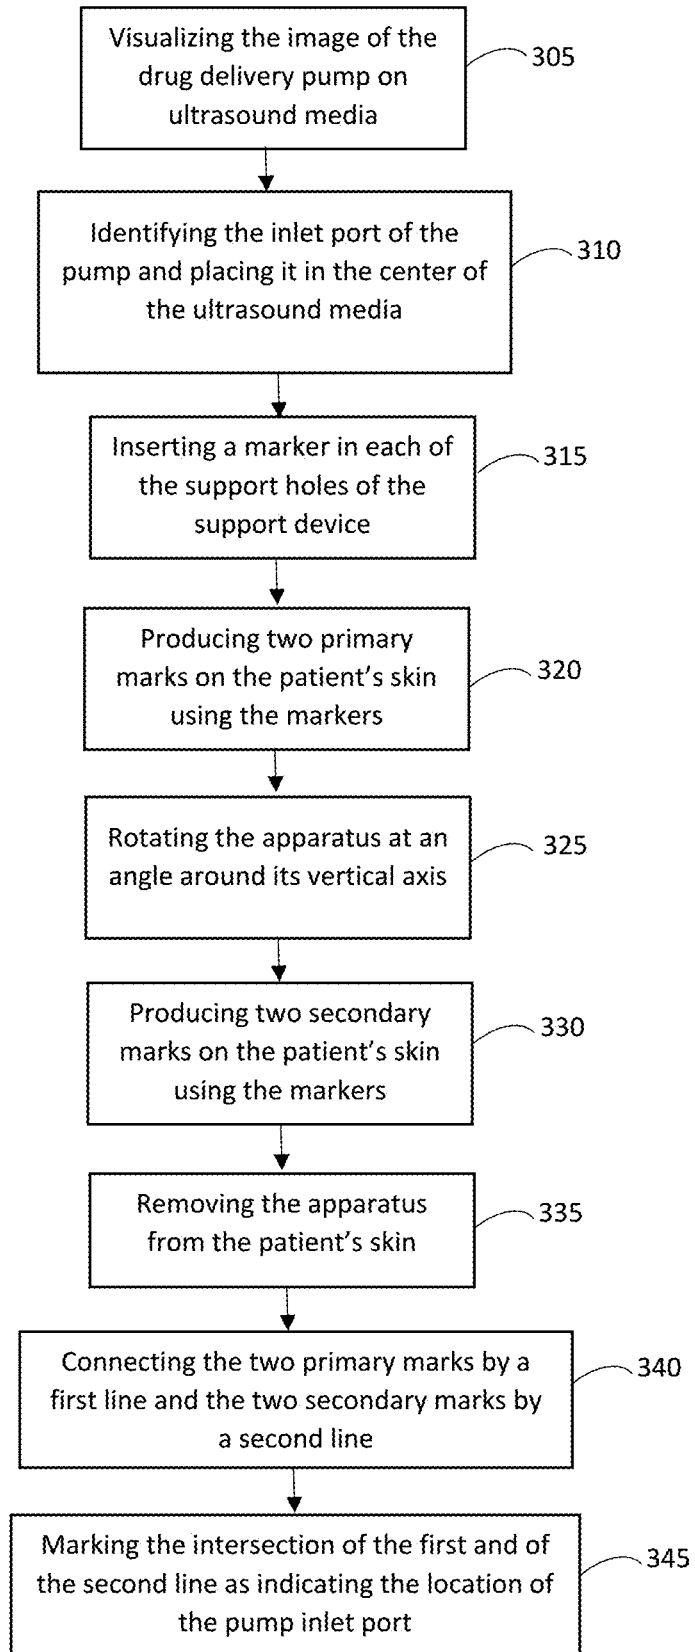 Visualizing the image of the
drug delivery pump on
ultrasound media
305
Identifying the inlet port of the
pump and placing it in the center of
the ultrasound media
310
Inserting a marker in each of
the support holes of the
support device
315
Producing two primary
marks on the patient's skin
using the markers
320
Rotating the apparatus at an
angle around its vertical axis
325
Producing two secondary
marks on the patient's skin
using the markers
330
Removing the apparatus
from the patient's skin
335
Connecting the two primary marks by a
first line and the two secondary marks by
a second line
340
Marking the intersection of the first and of
the second line as indicating the location of
the pump inlet port
345